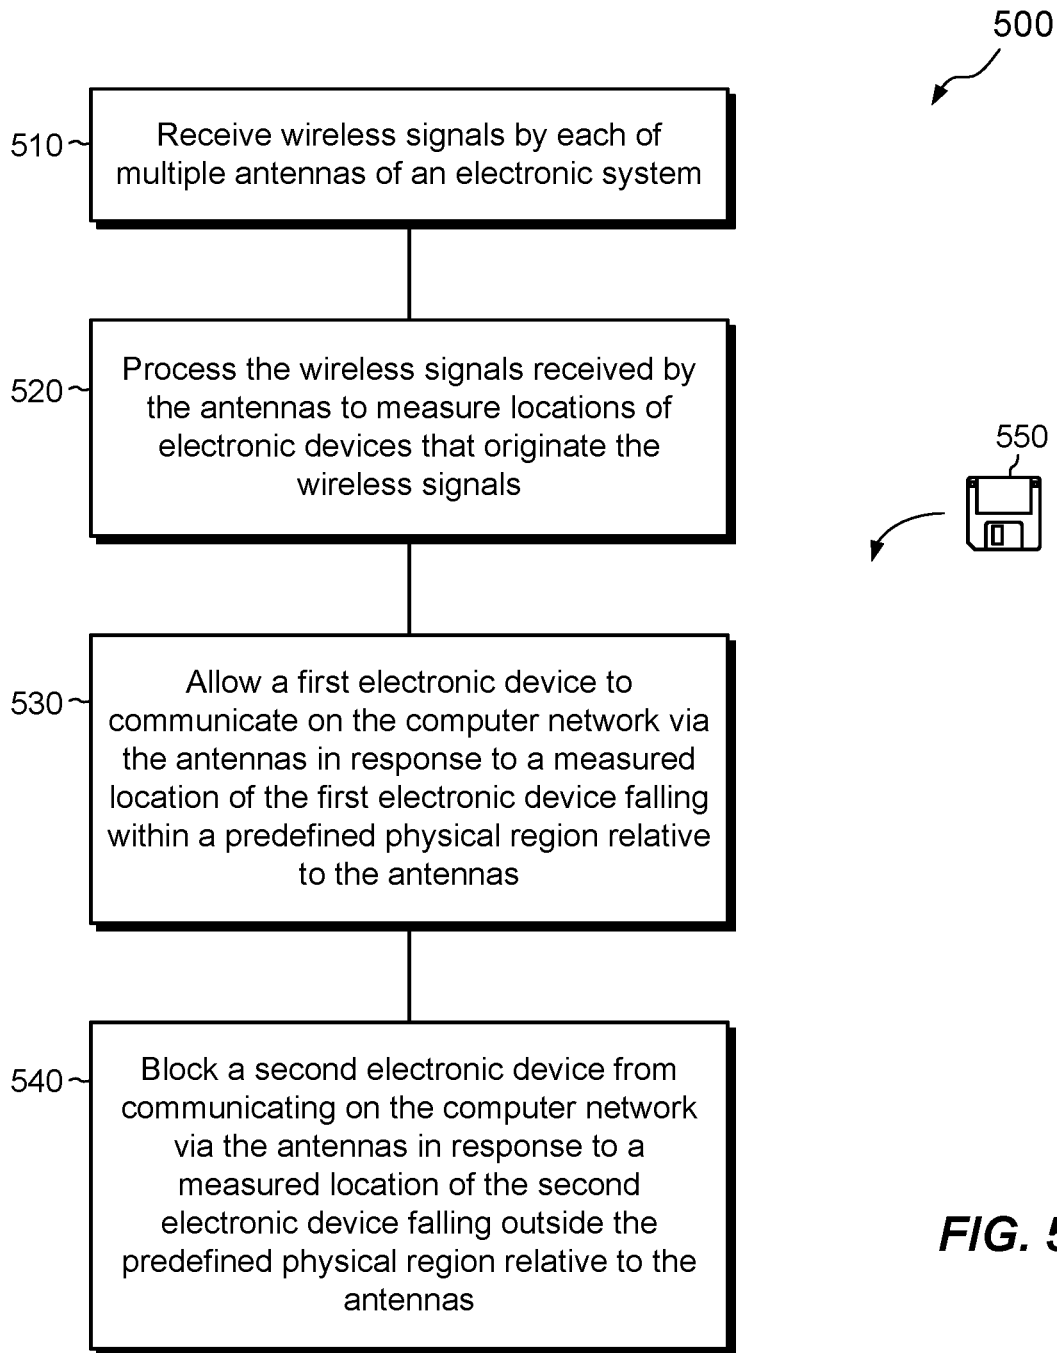 500
510
Receive wireless signals by each of
multiple antennas of an electronic system
520
Process the wireless signals received by
the antennas to measure locations of
electronic devices that originate the
wireless signals
550
530
Allow a first electronic device to
communicate on the computer network via
the antennas in response to a measured
location of the first electronic device falling
within a predefined physical region relative
to the antennas
540
Block a second electronic device from
communicating on the computer network
via the antennas in response to a
measured location of the second
electronic device falling outside the
predefined physical region relative to the
antennas
FIG. 5